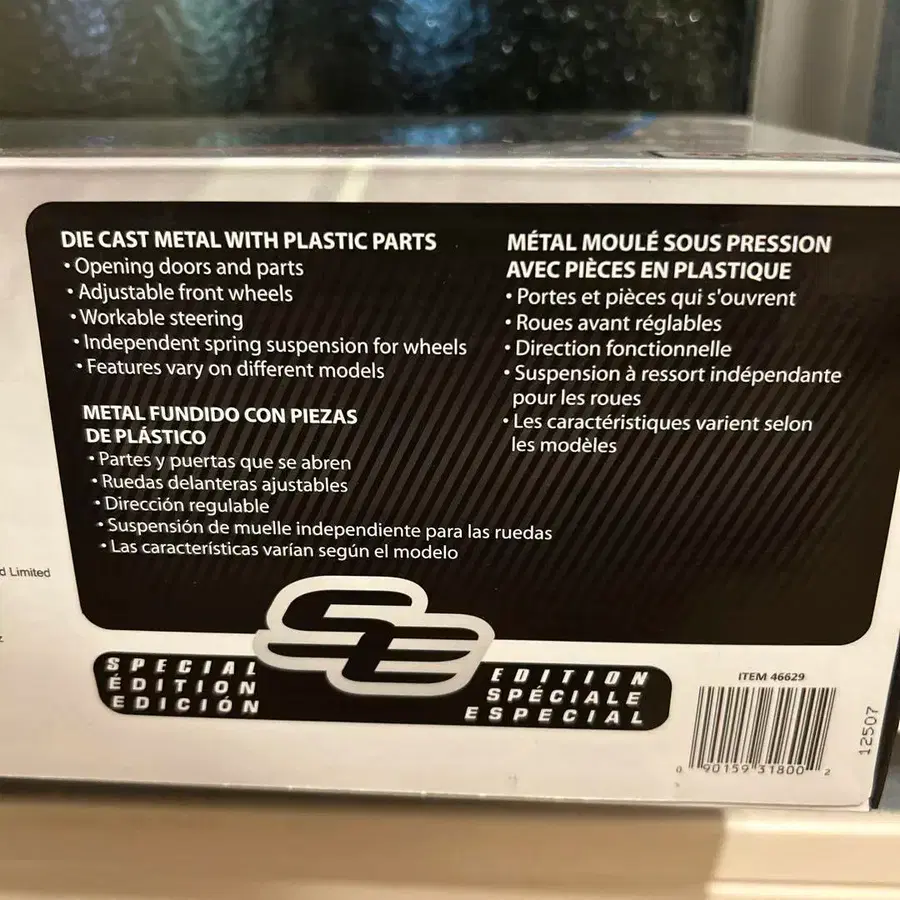 DIE CAST METAL WITH PLASTIC PARTS
• Opening doors and parts
• Adjustable front wheels
• Workable steering
• Independent spring suspension for wheels
• Features vary on different models
METAL FUNDIDO CON PIEZAS
DE PLÁSTICO
• Partes y puertas que se abren
• Ruedas delanteras ajustables
• Dirección regulable
• Suspensión de muelle independiente para las ruedas
• Las características varían según el modelo
MÉTAL MOULÉ SOUS PRESSION
AVEC PIÈCES EN PLASTIQUE
• Portes et pièces qui s'ouvrent
• Roues avant réglables
• Direction fonctionnelle
• Suspension à ressort indépendante
pour les roues
• Les caractéristiques varient selon
les modèles
d Limited
SE
SPECIAL EDITION
ÉDITION SPÉCIALE
EDICIÓN ESPECIAL
ITEM 46629
0 90159 31800 2
12507